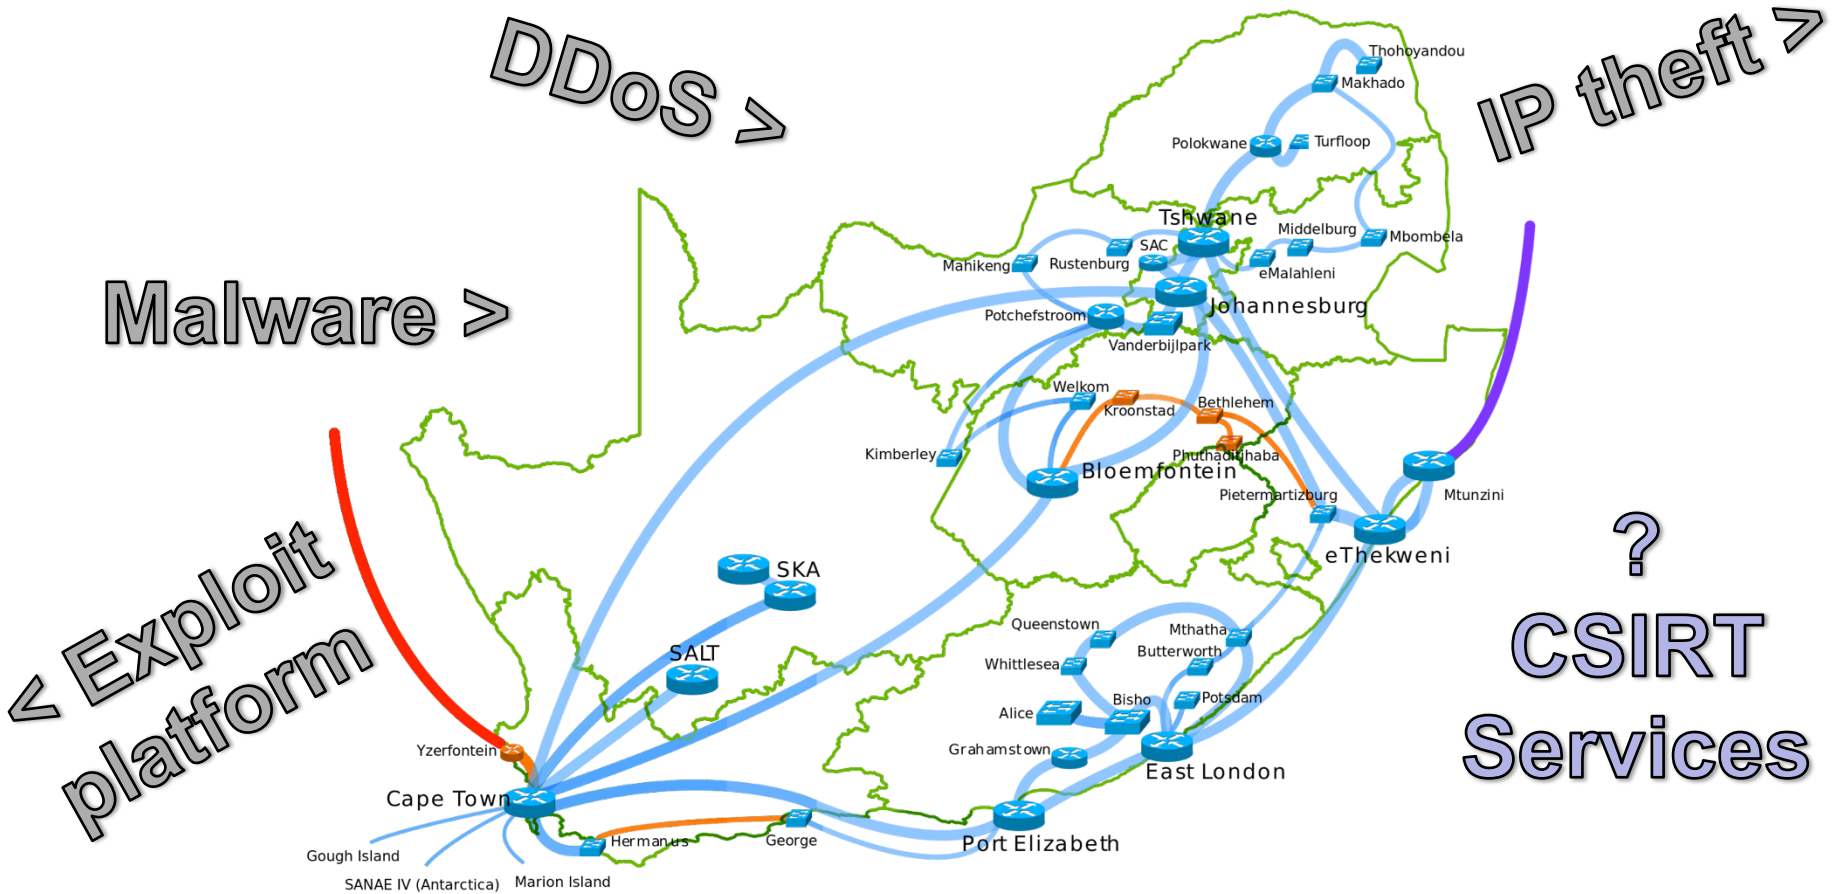 DDoS >
IP theft >
Malware >
< Exploit
platform
?
CSIRT
Services
Thohoyandou
Makhado
Polokwane
Turfloop
Tshwane
SAC
Middelburg
Mbombela
Mahikeng
Rustenburg
eMalahleni
Johannesburg
Potchefstroom
Vanderbijlpark
Welkom
Kroonstad
Bethlehem
Kimberley
Phuthaditjhaba
Bloemfontein
Pietermartizburg
Mtunzini
eThekweni
SKA
SALT
Queenstown
Mthatha
Butterworth
Whittlesea
Bisho
Potsdam
Alice
Grahamstown
East London
Yzerfontein
Cape Town
Port Elizabeth
Hermanus
George
Gough Island
SANAE IV (Antarctica)
Marion Island